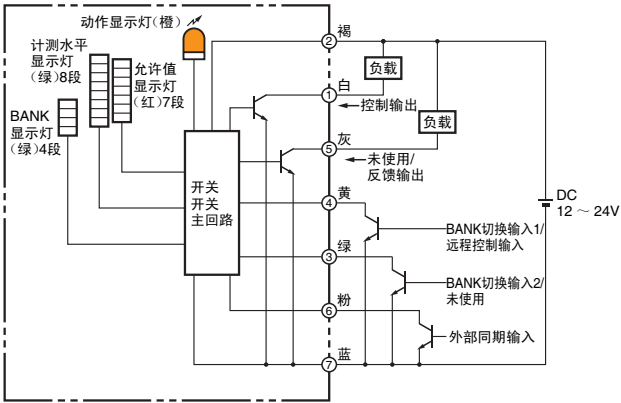 动作显示灯(橙)
计测水平
显示灯
(绿)8段
允许值
显示灯
(红)7段
BANK
显示灯
(绿)4段
开关
开关
主回路
② 褐
负载
① 白
控制输出
负载
⑤ 灰
未使用/
反馈输出
④ 黄
BANK切换输入1/
远程控制输入
③ 绿
BANK切换输入2/
未使用
⑥ 粉
外部同期输入
⑦ 蓝
DC
12 ~ 24V